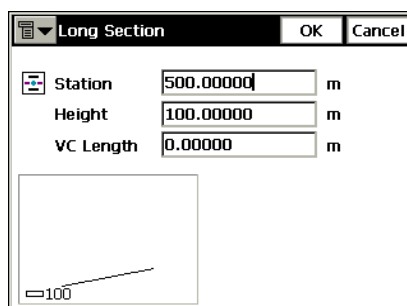 Long Section OK Cancel
Station 500.00000 m
Height 100.00000 m
VC Length 0.00000 m
100